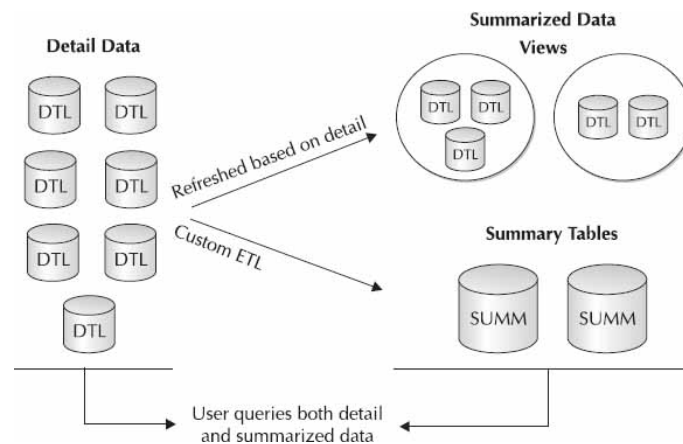 Detail Data
DTL
DTL
DTL
DTL
DTL
DTL
DTL
Refreshed based on detail
Custom ETL
Summarized Data
Views
DTL
DTL
DTL
DTL
DTL
Summary Tables
SUMM
SUMM
User queries both detail
and summarized data